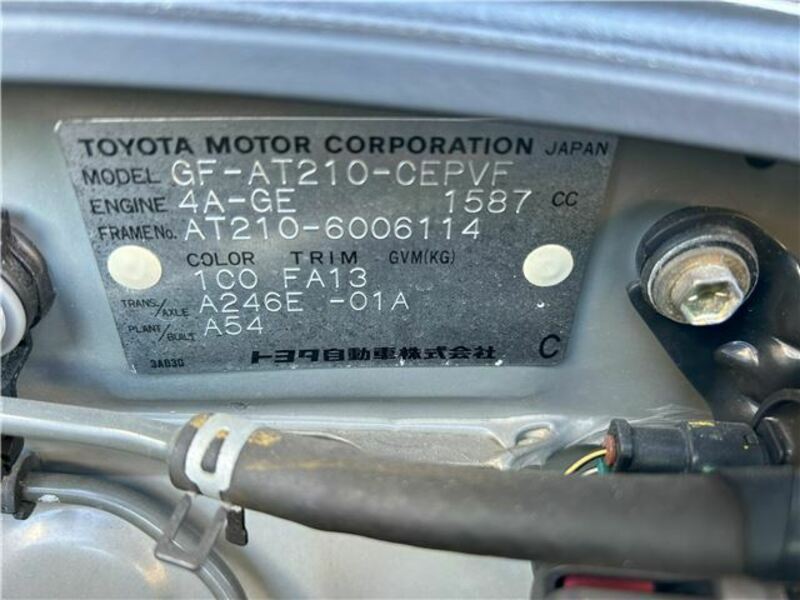 TOYOTA MOTOR CORPORATION JAPAN
MODEL GF-AT210-CEPVF
ENGINE 4A-GE 1587 CC
FRAME No. AT210-6006114
COLOR TRIM GVM(KG)
1C0 FA13
TRANS/AXLE A246E -01A
PLANT/BUILT A54
3AB30 トヨタ自動車株式会社 C